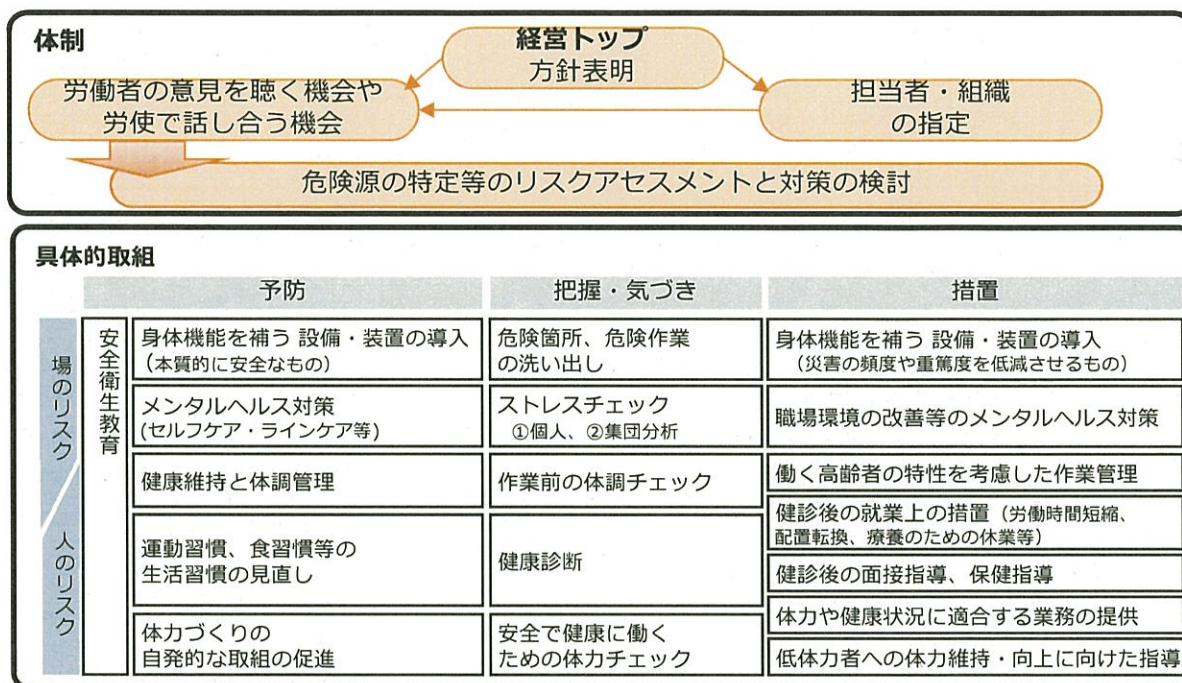 体制
経営トップ
方針表明
労働者の意見を聴く機会や
労使で話し合う機会
担当者・組織
の指定
危険源の特定等のリスクアセスメントと対策の検討
具体的取組
予防
把握・気づき
措置
場のリスク
人のリスク
安全衛生教育
身体機能を補う 設備・装置の導入
（本質的に安全なもの）
危険箇所、危険作業
の洗い出し
身体機能を補う 設備・装置の導入
（災害の頻度や重篤度を低減させるもの）
メンタルヘルス対策
(セルフケア・ラインケア等)
ストレスチェック
①個人、②集団分析
職場環境の改善等のメンタルヘルス対策
健康維持と体調管理
作業前の体調チェック
働く高齢者の特性を考慮した作業管理
運動習慣、食習慣等の
生活習慣の見直し
健康診断
健診後の就業上の措置（労働時間短縮、
配置転換、療養のための休業等）
健診後の面接指導、保健指導
体力づくりの
自発的な取組の促進
安全で健康に働く
ための体力チェック
体力や健康状況に適合する業務の提供
低体力者への体力維持・向上に向けた指導